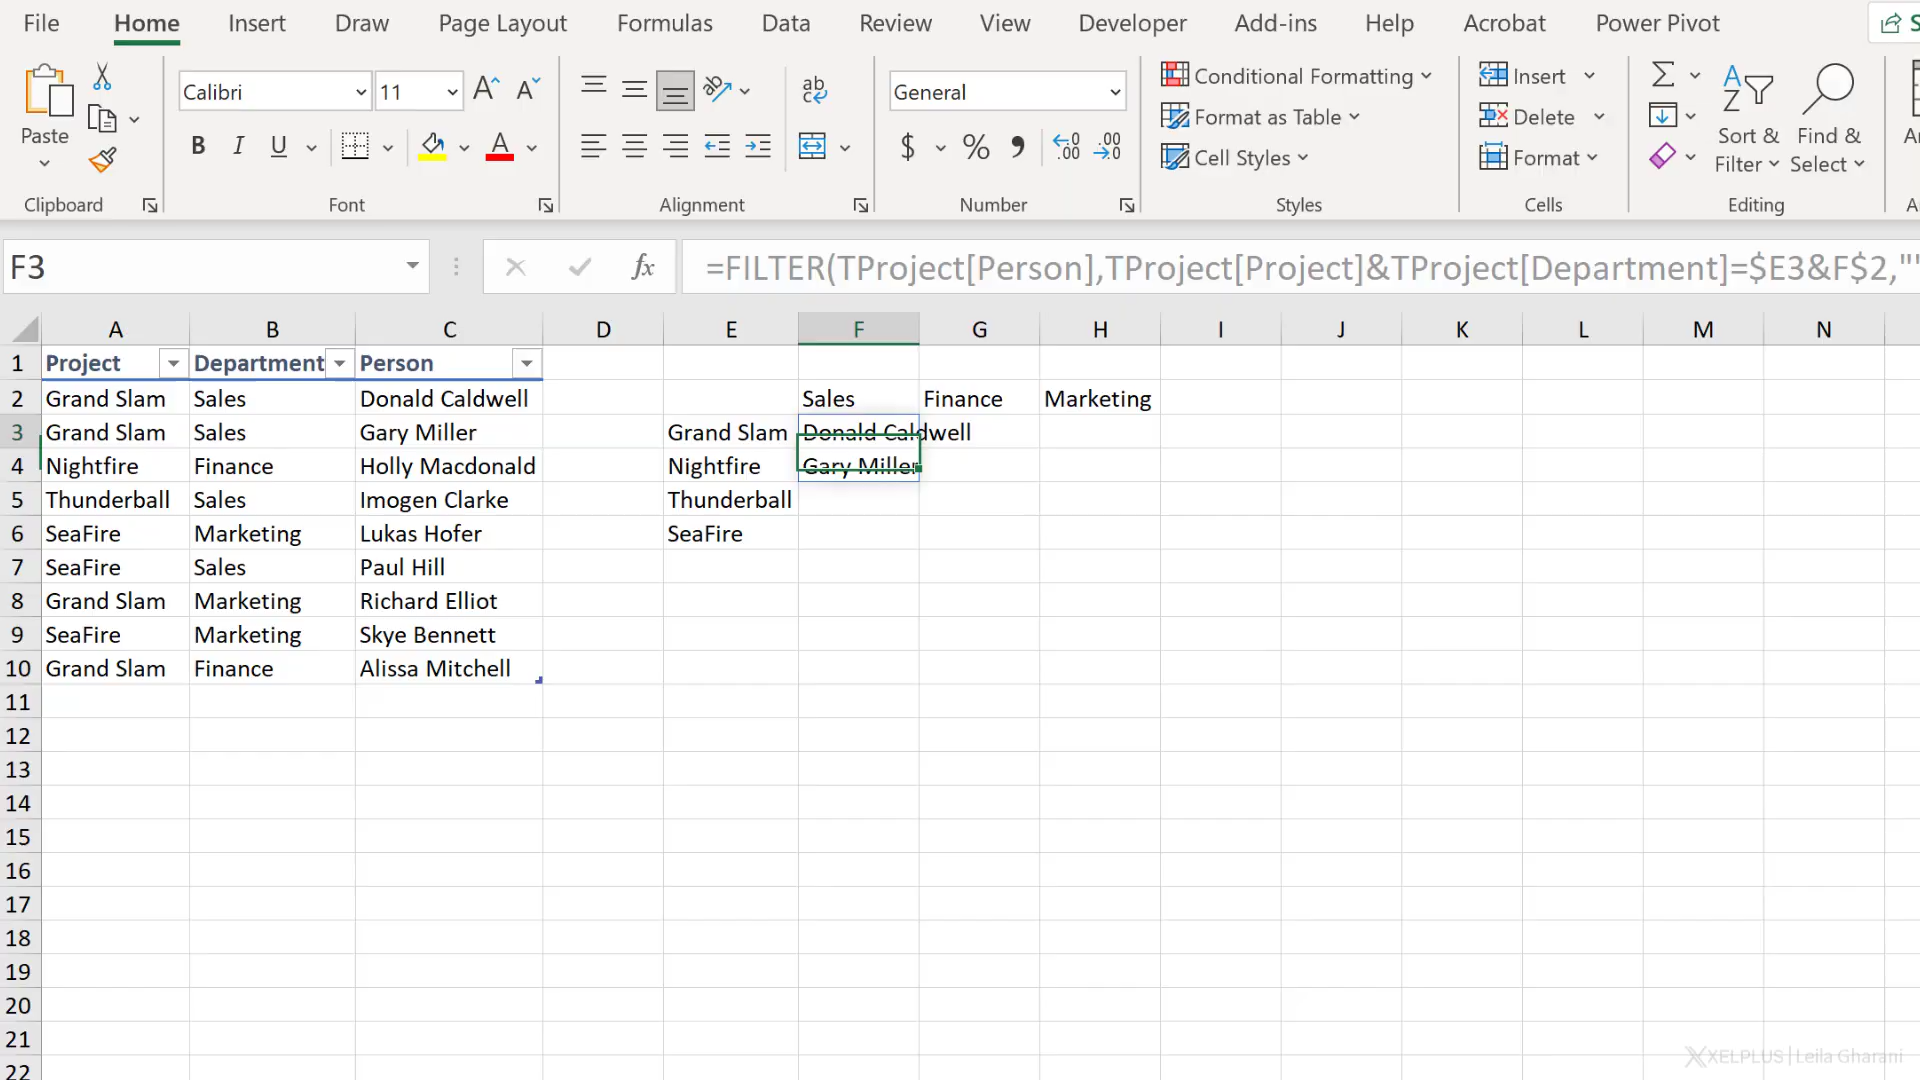 File Home Insert Draw Page Layout Formulas Data Review View Developer Add-ins Help Acrobat Power Pivot
Calibri 11 ab General Conditional Formatting Insert
Format as Table Delete
Paste B I U A $ % Cell Styles Format Sort & Filter Find & Select
Clipboard Font Alignment Number Styles Cells Editing
F3 fx =FILTER(TProject[Person],TProject[Project]&TProject[Department]=$E3&F$2,""
A B C D E F G H I J K L M N
1 Project Department Person
2 Grand Slam Sales Donald Caldwell Sales Finance Marketing
3 Grand Slam Sales Gary Miller Grand Slam Donald Caldwell
4 Nightfire Finance Holly Macdonald Nightfire Gary Miller
5 Thunderball Sales Imogen Clarke Thunderball
6 SeaFire Marketing Lukas Hofer SeaFire
7 SeaFire Sales Paul Hill
8 Grand Slam Marketing Richard Elliot
9 SeaFire Marketing Skye Bennett
10 Grand Slam Finance Alissa Mitchell
11
12
13
14
15
16
17
18
19
20
21
22
XELPLUS | Leila Gharani